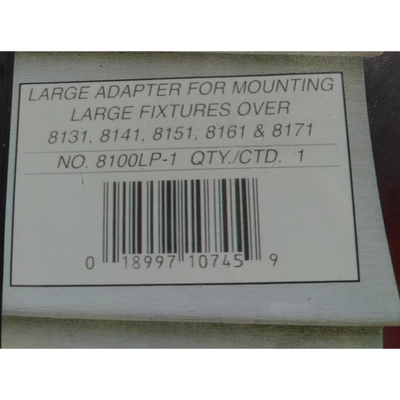 LARGE ADAPTER FOR MOUNTING
LARGE FIXTURES OVER
8131, 8141, 8151, 8161 & 8171
NO. 8100LP-1 QTY./CTD. 1
0 18997 10745 9